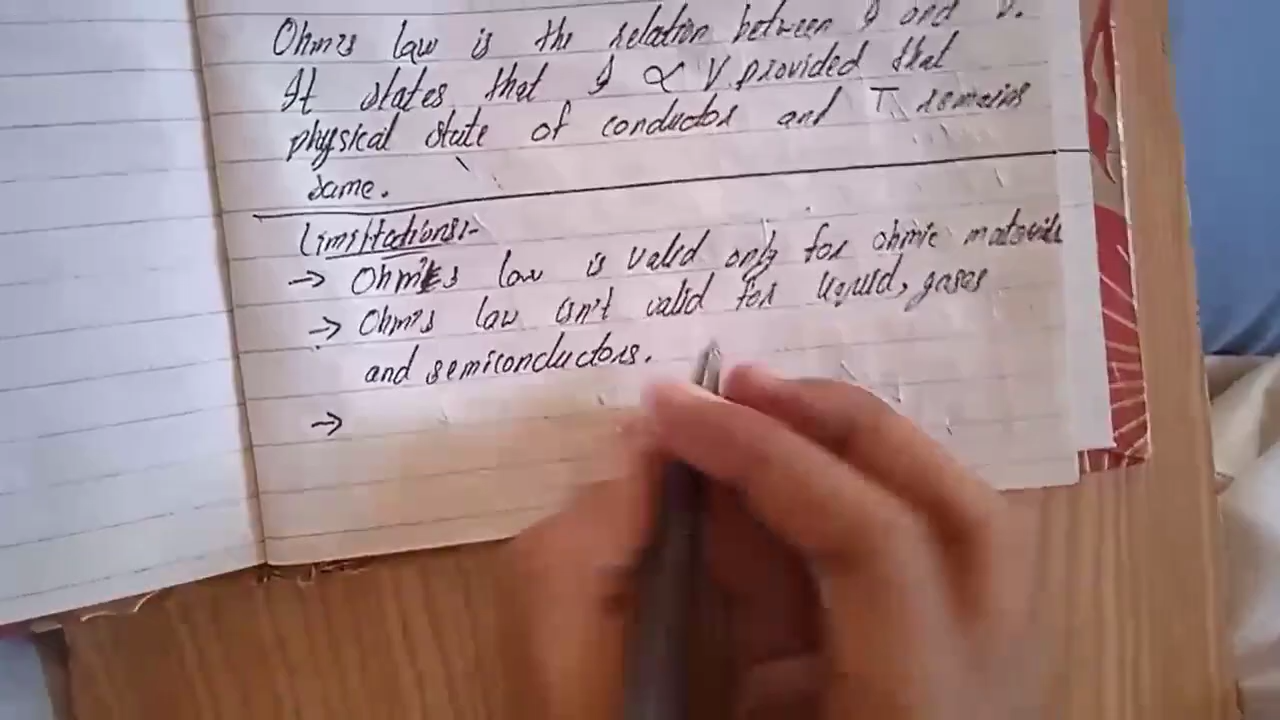 Ohm's law is the relation between I and V.
It states that I ∝ V provided that
physical state of conductor and T remains
same.
Limitations:-
→ Ohm's law is valid only for ohmic materials
→ Ohm's law isn't valid for liquid, gases
and semiconductors.
→